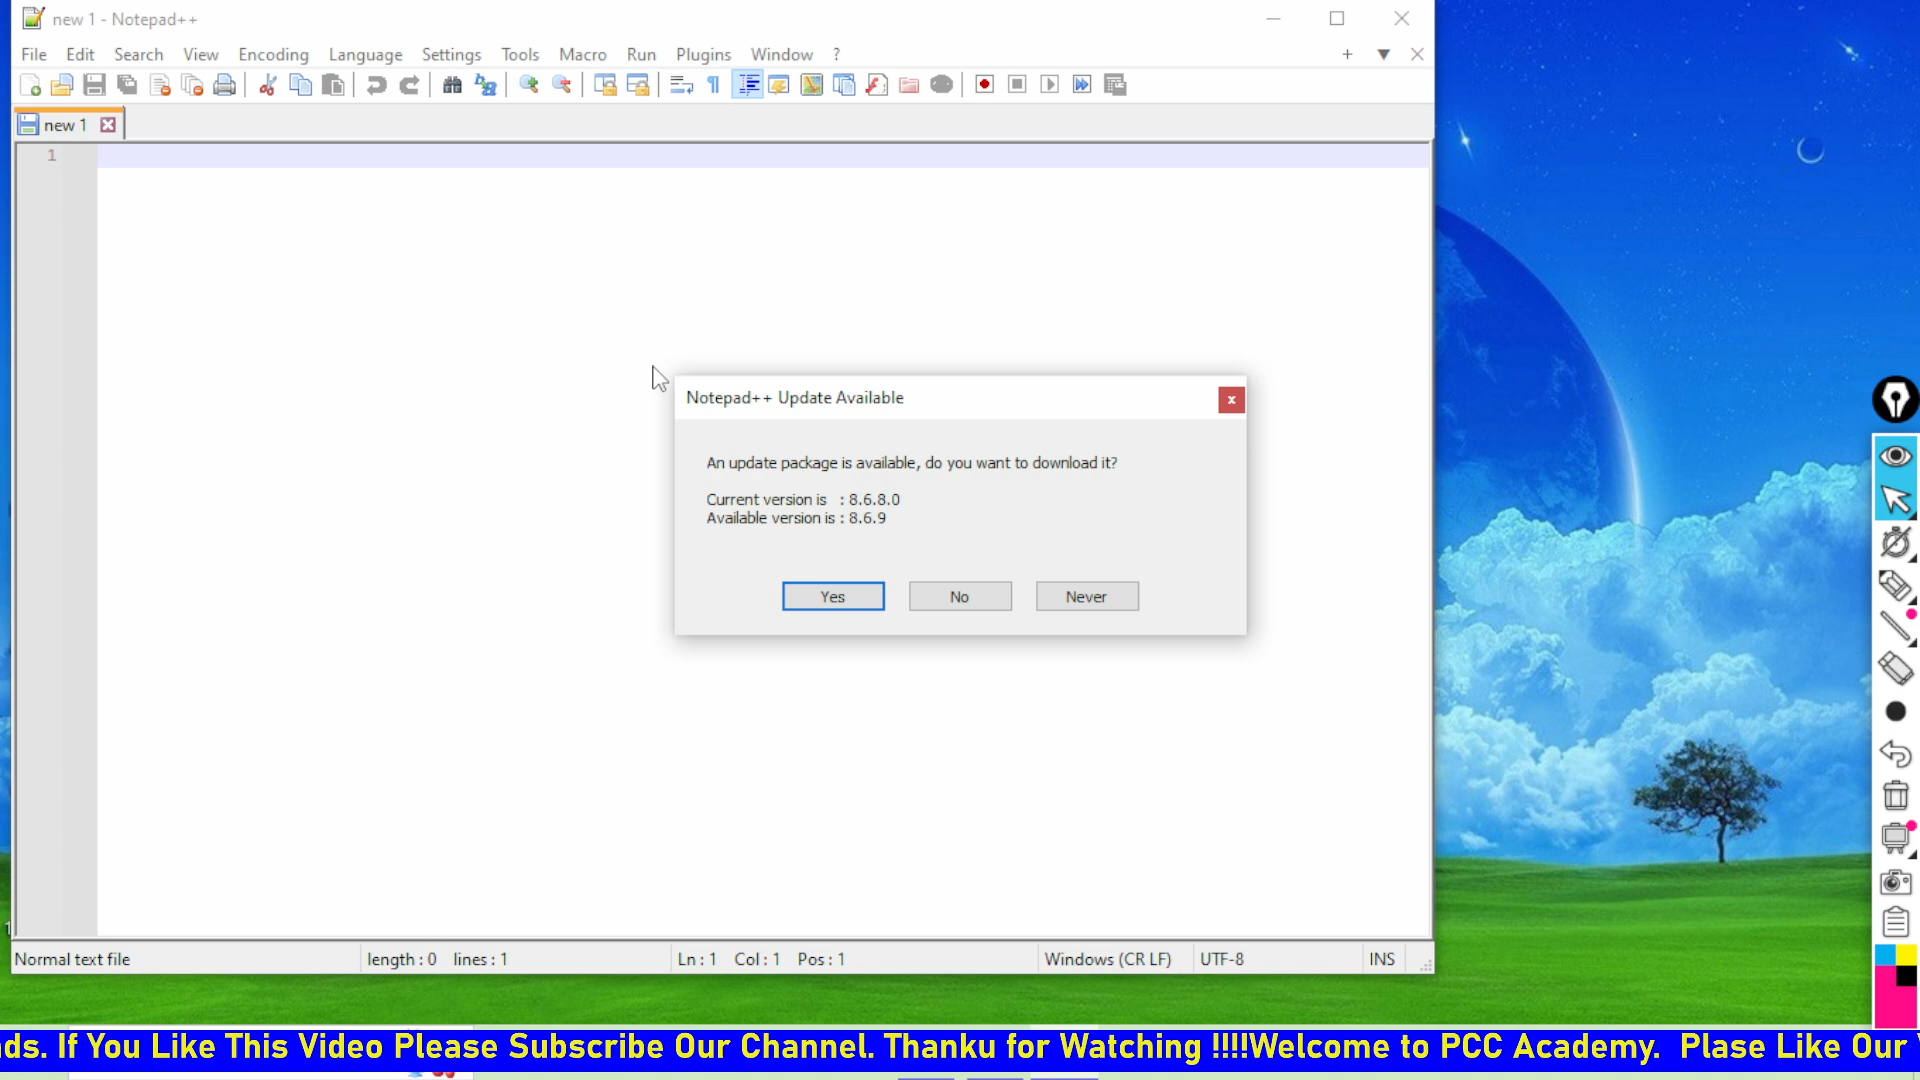 new 1 - Notepad++
File Edit Search View Encoding Language Settings Tools Macro Run Plugins Window ?
new 1
1
Notepad++ Update Available
An update package is available, do you want to download it?
Current version is : 8.6.8.0
Available version is : 8.6.9
Yes No Never
Normal text file length : 0 lines : 1 Ln : 1 Col : 1 Pos : 1 Windows (CR LF) UTF-8 INS
ds. If You Like This Video Please Subscribe Our Channel. Thanku for Watching !!!!Welcome to PCC Academy. Plase Like Our